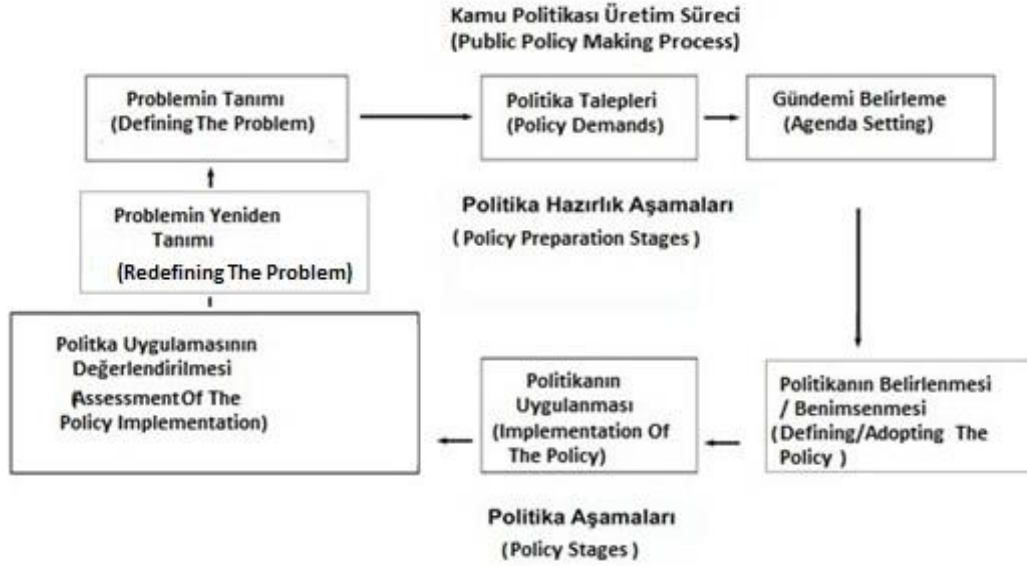 Kamu Politikası Üretim Süreci
(Public Policy Making Process)
Problemin Tanımı
(Defining The Problem)
Politika Talepleri
(Policy Demands)
Gündemi Belirleme
(Agenda Setting)
Problemin Yeniden
Tanımı
(Redefining The Problem)
Politika Hazırlık Aşamaları
( Policy Preparation Stages )
Politka Uygulamasının
Değerlendirilmesi
(Assessment Of The
Policy Implementation)
Politikanın
Uygulanması
(Implementation Of
The Policy)
Politikanın Belirlenmesi
/ Benimsenmesi
( Defining/Adopting The
Policy )
Politika Aşamaları
( Policy Stages )